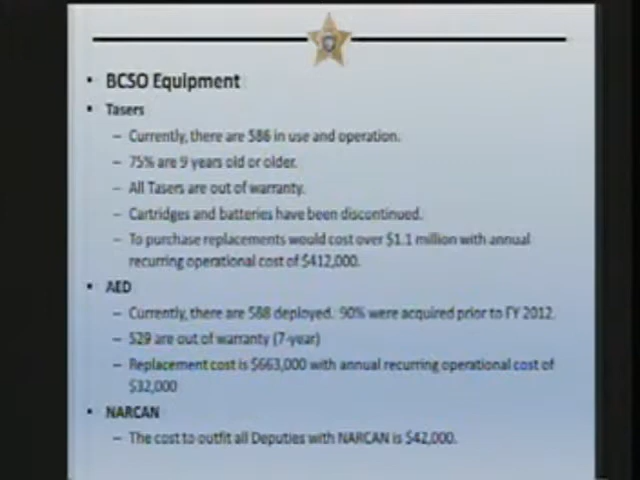 • BCSO Equipment
• Tasers
– Currently, there are 586 in use and operation.
– 75% are 9 years old or older.
– All Tasers are out of warranty.
– Cartridges and batteries have been discontinued.
– To purchase replacements would cost over $1.1 million with annual
recurring operational cost of $412,000.
• AED
– Currently, there are 588 deployed. 90% were acquired prior to FY 2012.
– 529 are out of warranty (7-year)
– Replacement cost is $663,000 with annual recurring operational cost of
$32,000
• NARCAN
– The cost to outfit all Deputies with NARCAN is $42,000.